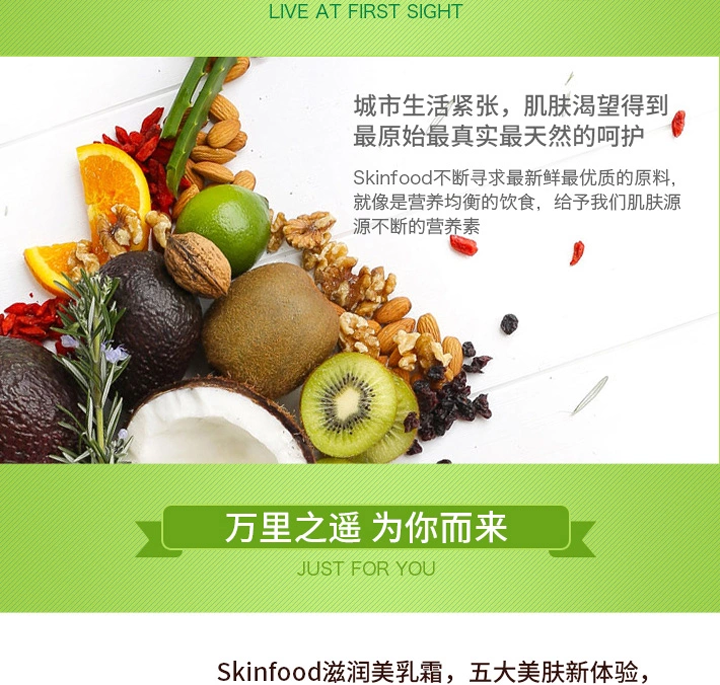 LIVE AT FIRST SIGHT
城市生活紧张，肌肤渴望得到
最原始最真实最天然的呵护
Skinfood不断寻求最新鲜最优质的原料，
就像是营养均衡的饮食，给予我们肌肤源
源不断的营养素
万里之遥 为你而来
JUST FOR YOU
Skinfood滋润美乳霜，五大美肤新体验，